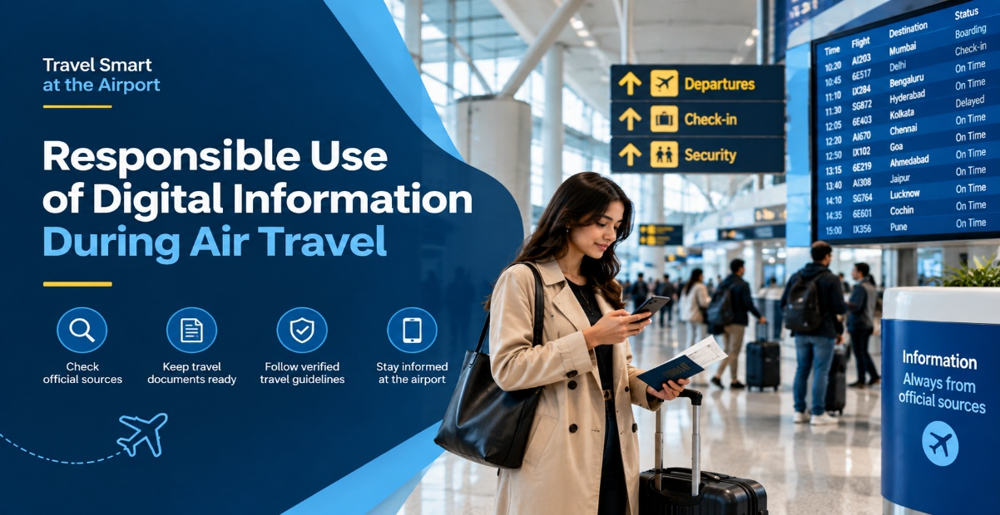 Travel Smart
at the Airport
Responsible Use
of Digital Information
During Air Travel
Check
official sources
Keep travel
documents ready
Follow verified
travel guidelines
Stay informed
at the airport
Departures
Check-in
Security
Time Flight Destination Status
10:20 AI203 Mumbai Boarding
10:45 6E517 Delhi Check-in
11:10 IX284 Bengaluru On Time
11:30 SG872 Hyderabad On Time
12:05 6E403 Kolkata Delayed
12:20 AI670 Chennai On Time
12:50 IX102 Goa On Time
13:15 6E219 Ahmedabad On Time
13:40 AI308 Jaipur On Time
14:10 SG764 Lucknow On Time
14:35 6E601 Cochin On Time
15:00 IX356 Pune On Time
Information
Always from
official sources